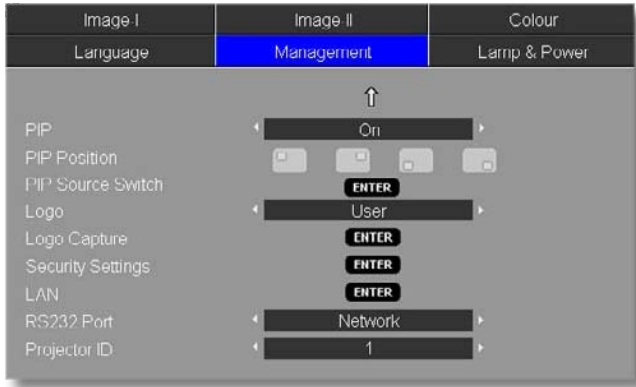 Image-I Image-II Colour
Language Management Lamp & Power
PIP On
PIP Position
PIP Source Switch ENTER
Logo User
Logo Capture ENTER
Security Settings ENTER
LAN ENTER
RS232 Port Network
Projector ID 1